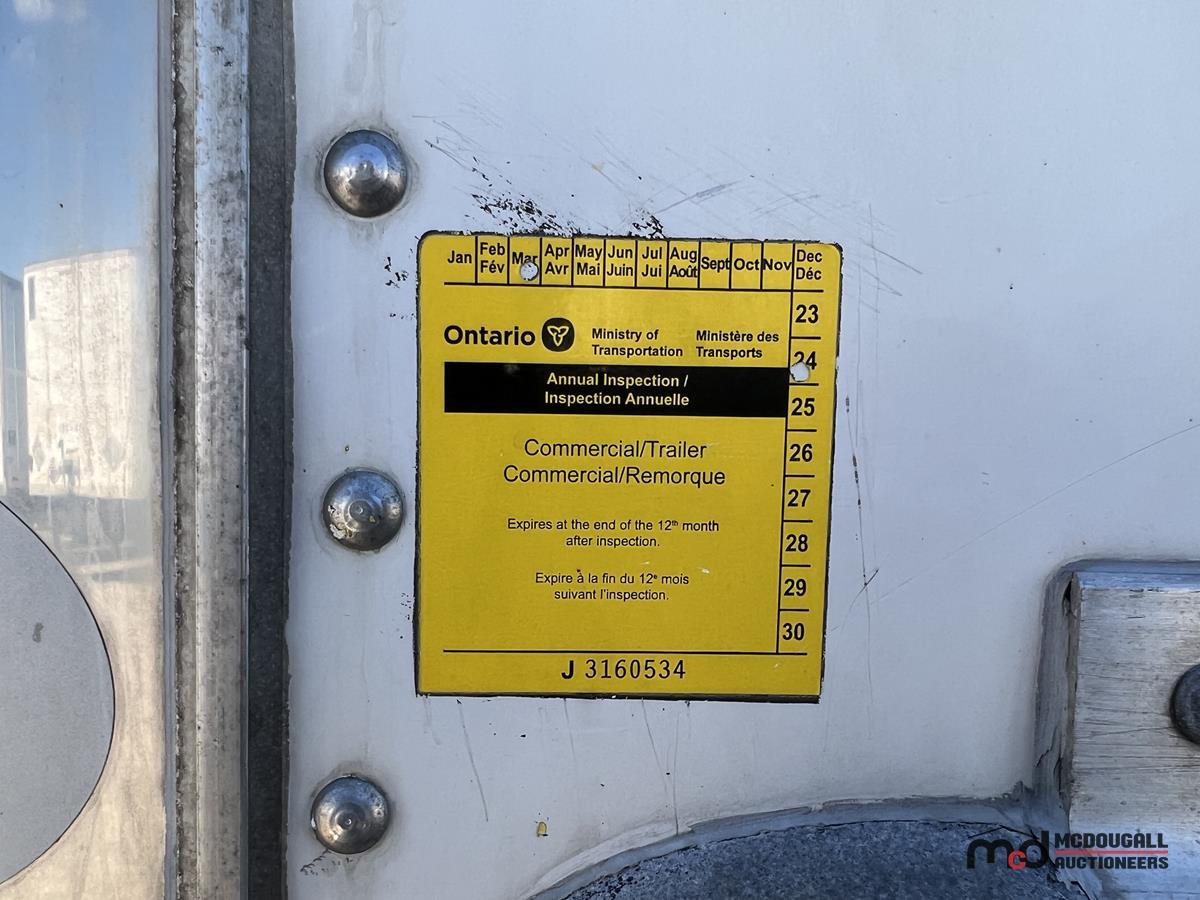 Jan Feb Mar Apr May Jun Jul Aug Sept Oct Nov Dec
Fév Avr Mai Juin Jui Août Déc
23
Ontario Ministry of Ministère des
Transportation Transports
24
Annual Inspection /
Inspection Annuelle
25
Commercial/Trailer
26
Commercial/Remorque
27
Expires at the end of the 12th month
after inspection.
28
Expire à la fin du 12e mois
suivant l'inspection.
29
30
J 3160534
mcd MCDOUGALL
AUCTIONEERS